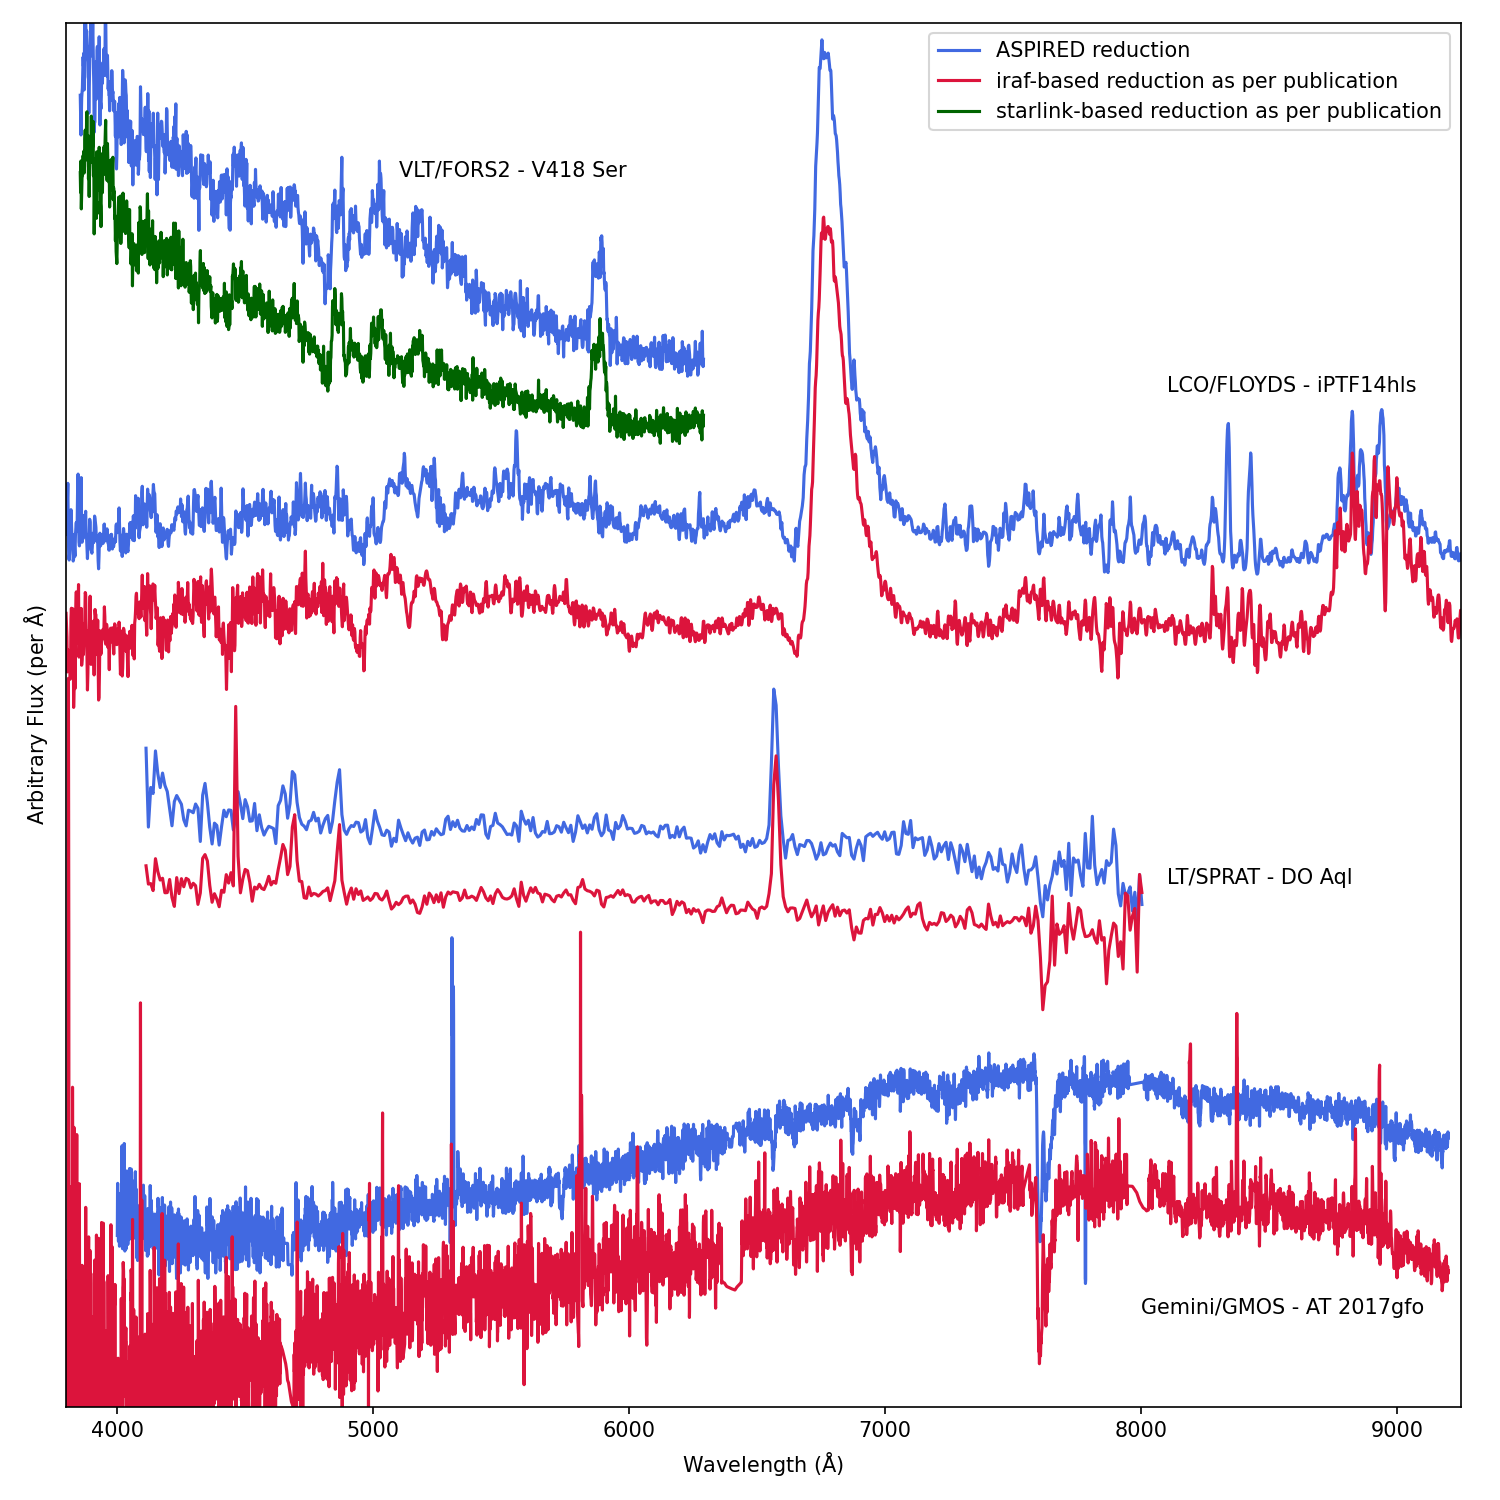 ASPIRED reduction
iraf-based reduction as per publication
starlink-based reduction as per publication
VLT/FORS2 - V418 Ser
LCO/FLOYDS - iPTF14hls
LT/SPRAT - DO Aql
Gemini/GMOS - AT 2017gfo
Arbitrary Flux (per Å)
4000 5000 6000 7000 8000 9000
Wavelength (Å)